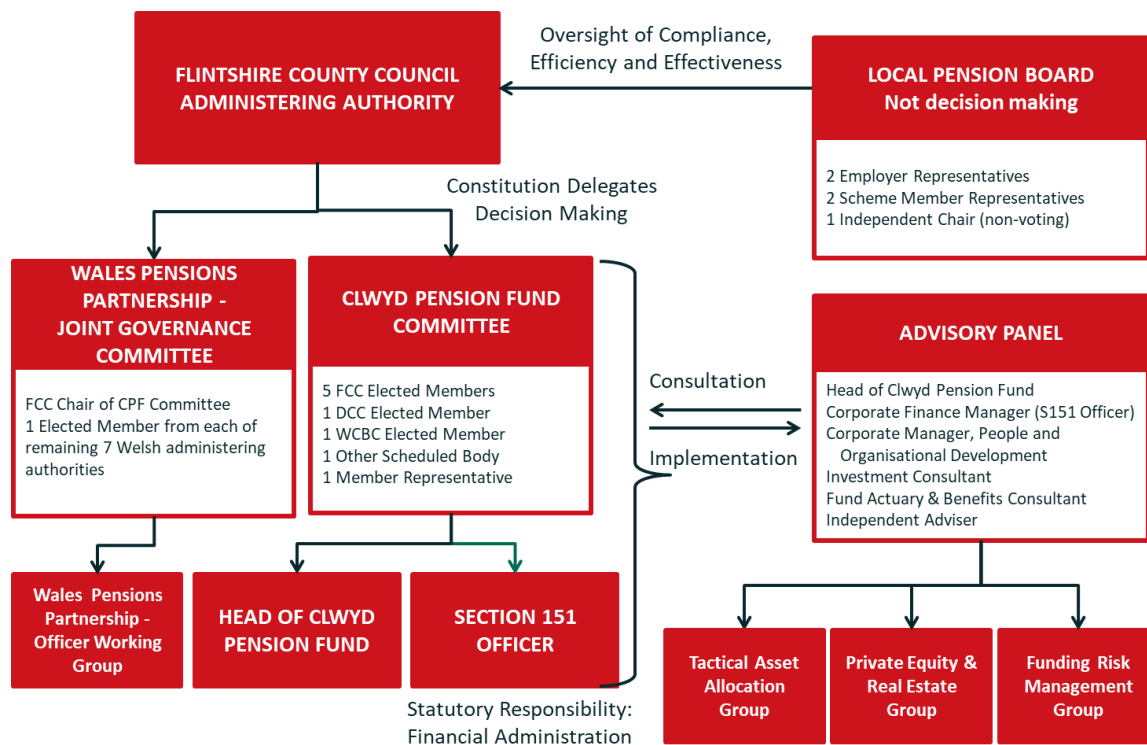 FLINTSHIRE COUNTY COUNCIL
ADMINISTERING AUTHORITY
Oversight of Compliance,
Efficiency and Effectiveness
LOCAL PENSION BOARD
Not decision making
2 Employer Representatives
2 Scheme Member Representatives
1 Independent Chair (non-voting)
Constitution Delegates
Decision Making
WALES PENSIONS
PARTNERSHIP -
JOINT GOVERNANCE
COMMITTEE
FCC Chair of CPF Committee
1 Elected Member from each of
remaining 7 Welsh administering
authorities
CLWYD PENSION FUND
COMMITTEE
5 FCC Elected Members
1 DCC Elected Member
1 WCBC Elected Member
1 Other Scheduled Body
1 Member Representative
Consultation
Implementation
ADVISORY PANEL
Head of Clwyd Pension Fund
Corporate Finance Manager (S151 Officer)
Corporate Manager, People and
Organisational Development
Investment Consultant
Fund Actuary & Benefits Consultant
Independent Adviser
Wales Pensions
Partnership -
Officer Working
Group
HEAD OF CLWYD
PENSION FUND
SECTION 151
OFFICER
Statutory Responsibility:
Financial Administration
Tactical Asset
Allocation
Group
Private Equity &
Real Estate
Group
Funding Risk
Management
Group